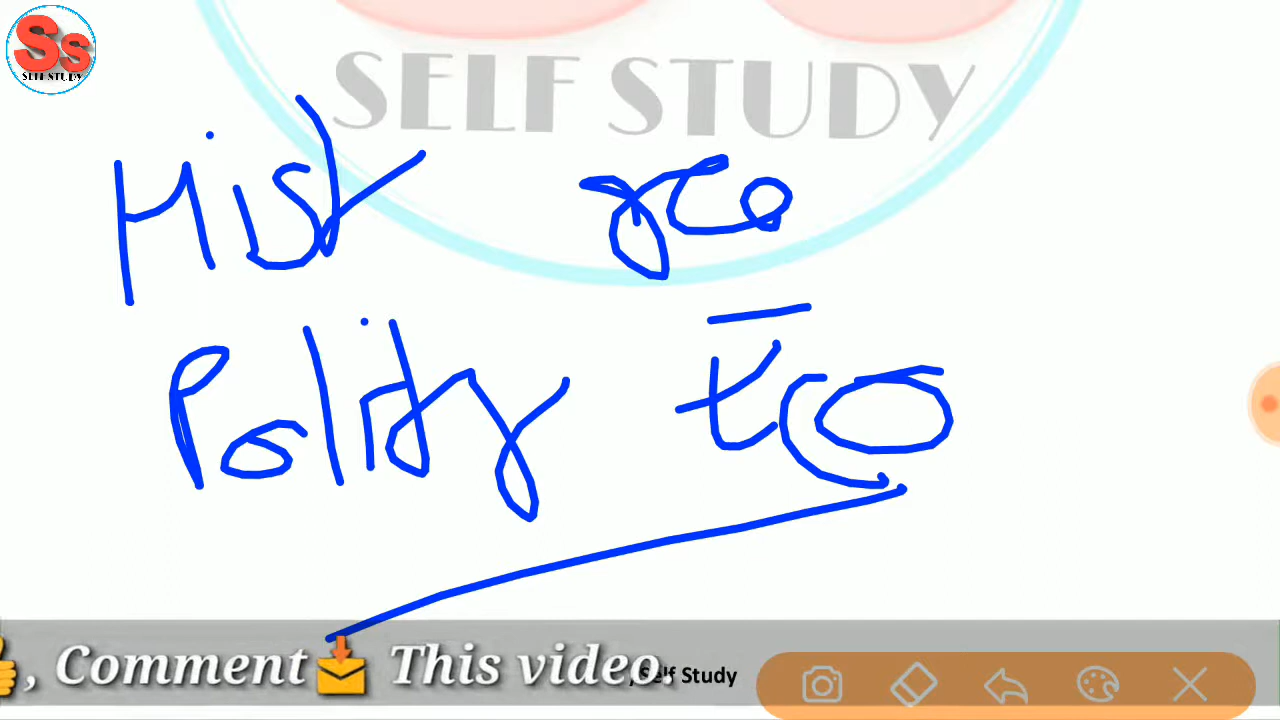 Ss
SELF STUDY
SELF STUDY
Hist geo
Polity Eco
, Comment This video.
, Self Study